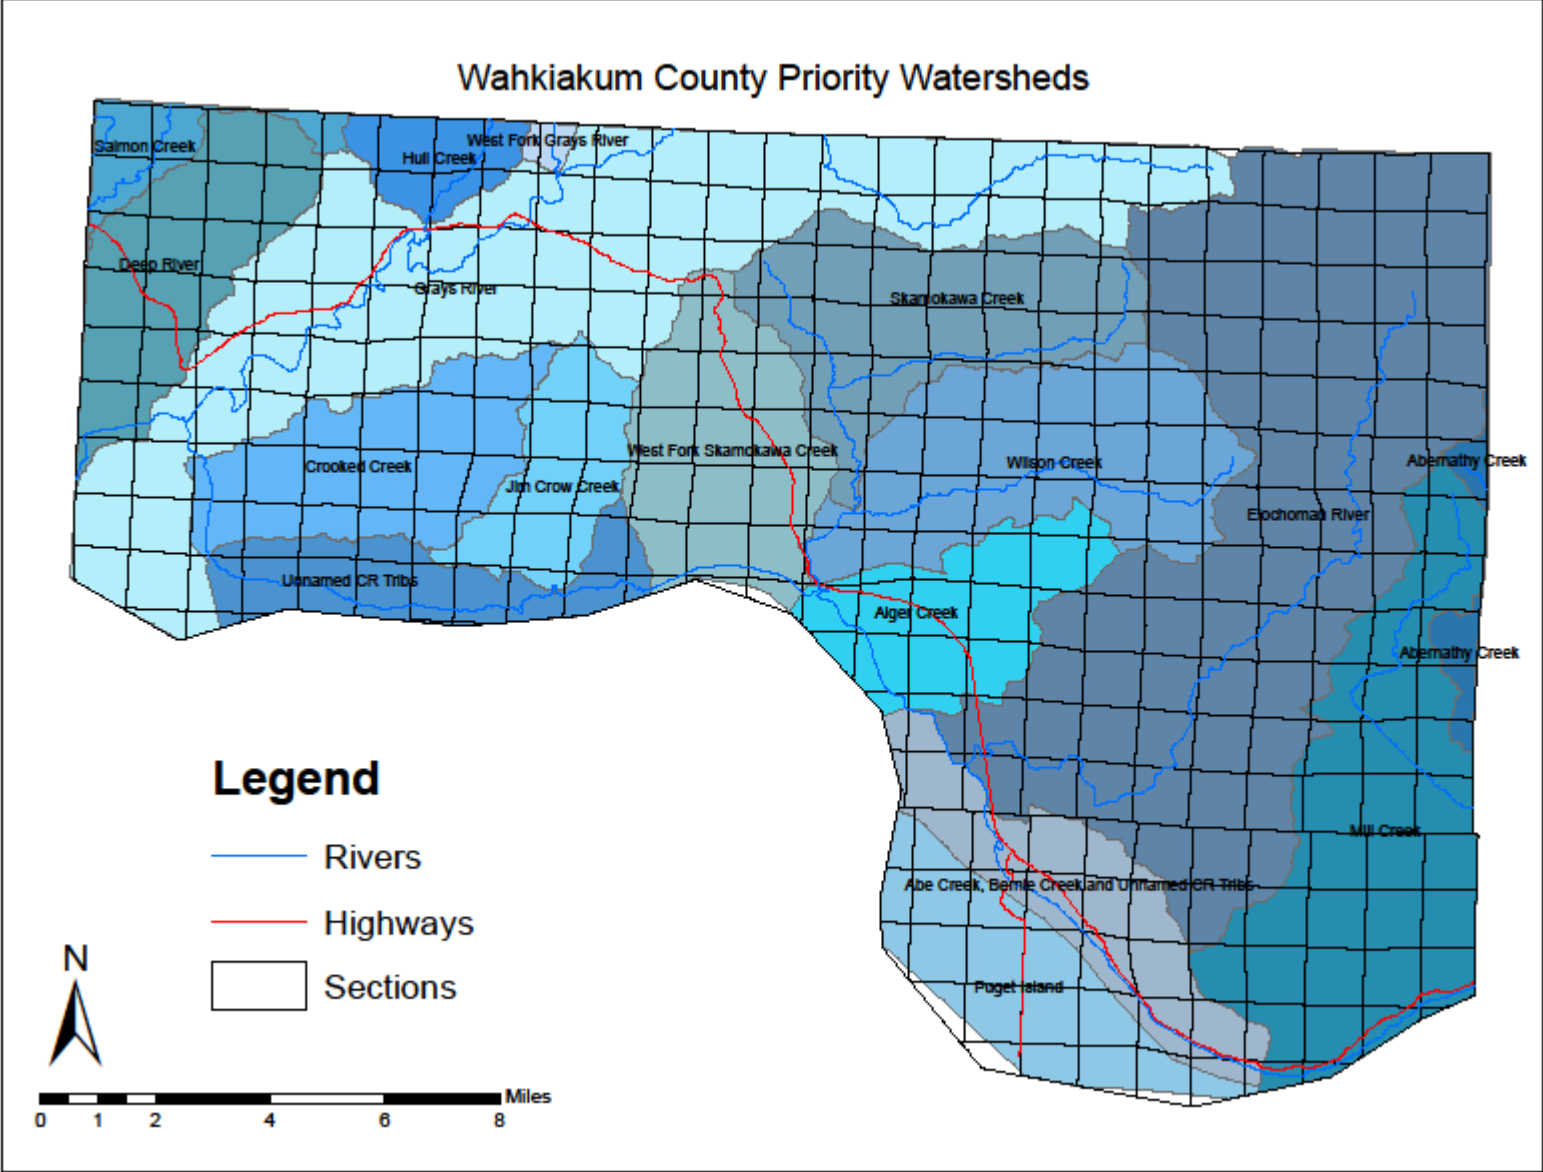 Wahkiakum County Priority Watersheds
Salmon Creek
Hull Creek
West Fork Grays River
Deep River
Grays River
Skamokawa Creek
Crooked Creek
Jim Crow Creek
West Fork Skamokawa Creek
Wilson Creek
Abernathy Creek
Elochoman River
Unnamed CR Tribs
Alger Creek
Abernathy Creek
Mill Creek
Abe Creek, Bernie Creek and Unnamed CR Tribs
Puget Island
Legend
Rivers
Highways
Sections
N
Miles
0 1 2 4 6 8